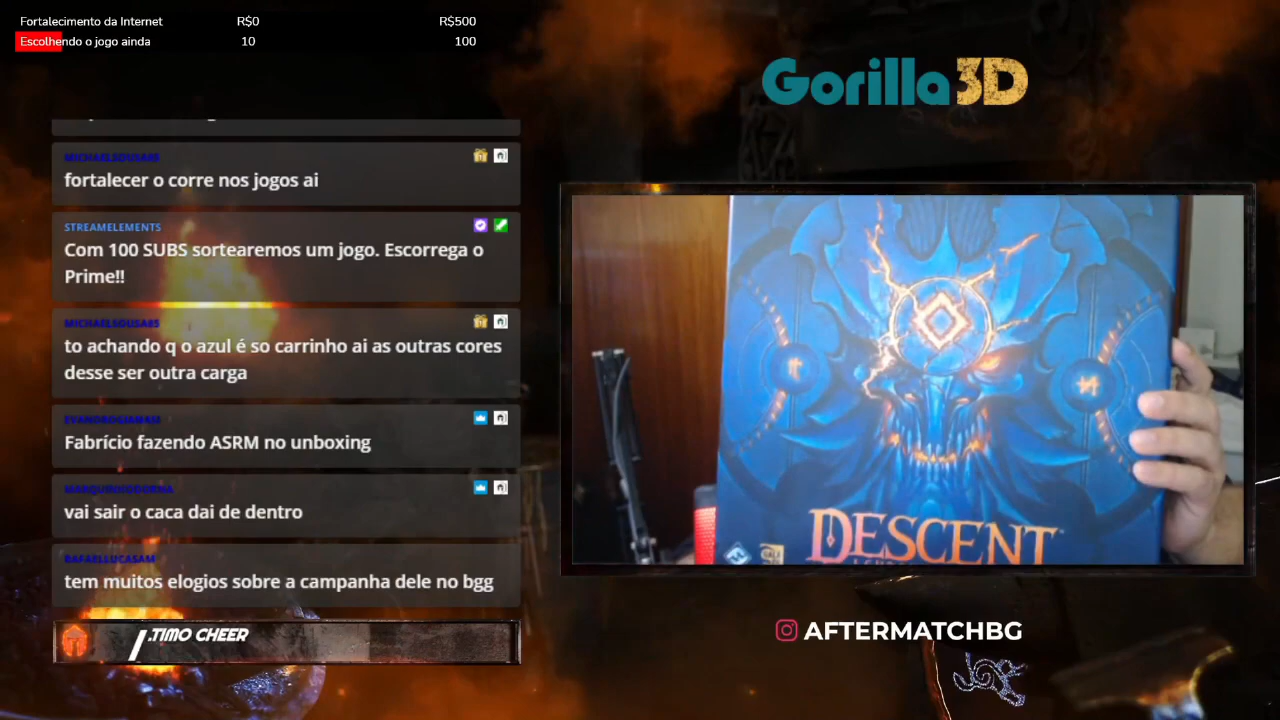 Fortalecimento da Internet R$0 R$500
Escolhendo o jogo ainda 10 100
Gorilla3D
fortalecer o corre nos jogos ai
STREAMELEMENTS
Com 100 SUBS sortearemos um jogo. Escorrega o
Prime!!
MICHAELSOUSA85
to achando q o azul é so carrinho ai as outras cores
desse ser outra carga
Fabrício fazendo ASRM no unboxing
vai sair o caca dai de dentro
RAFAELLUCASAM
tem muitos elogios sobre a campanha dele no bgg
.TIMO CHEER
DESCENT
AFTERMATCHBG